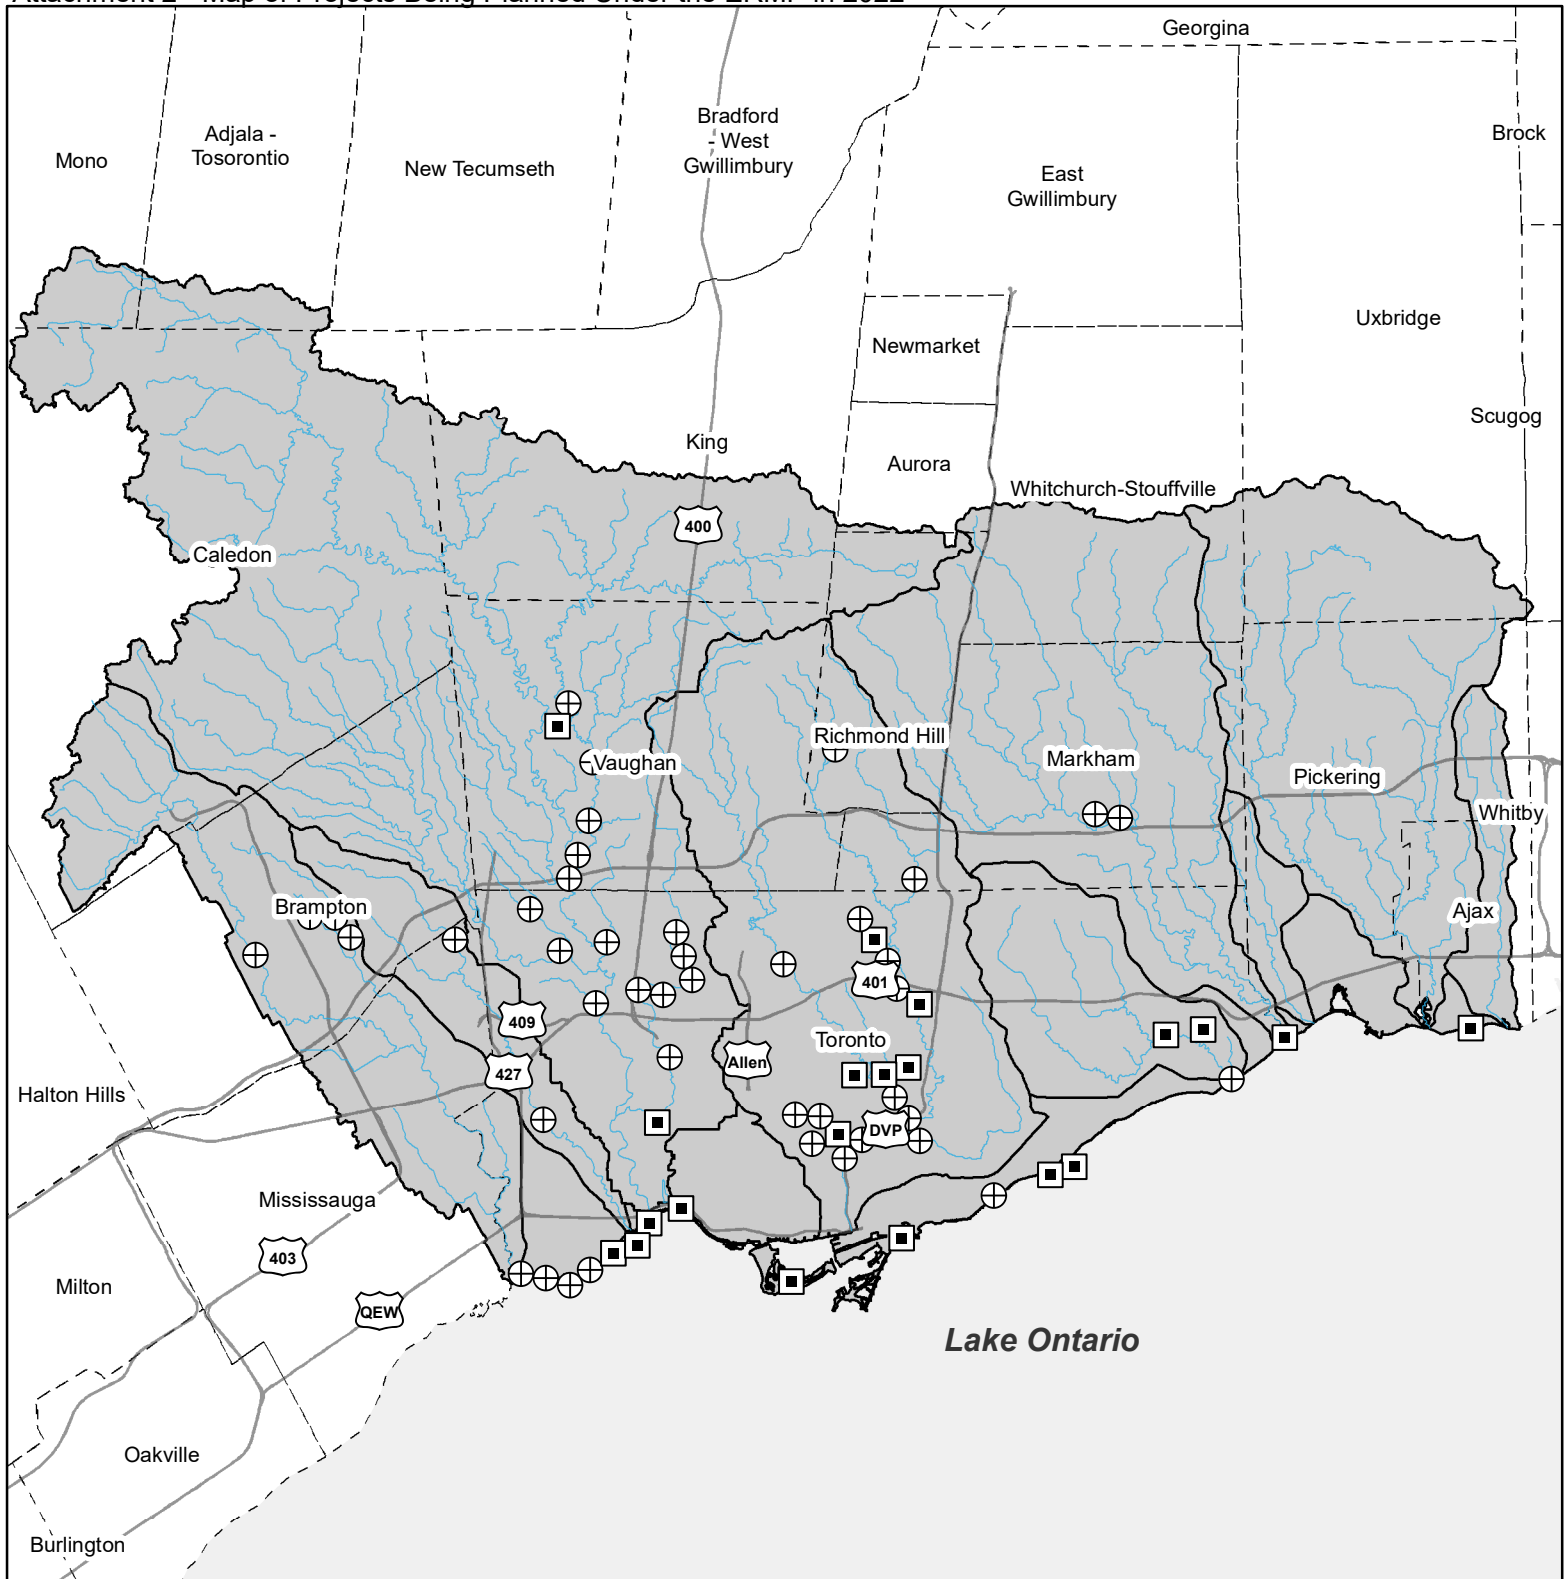 Georgina
Bradford
- West
Gwillimbury
Adjala -
Tosorontio
Brock
Mono
New Tecumseth
East
Gwillimbury
Uxbridge
Newmarket
Scugog
King
Aurora
Whitchurch-Stouffville
400
Caledon
Richmond Hill
Vaughan
Markham
Pickering
Whitby
Brampton
Ajax
401
409
Toronto
Allen
427
Halton Hills
DVP
Mississauga
403
Milton
QEW
Lake Ontario
Oakville
Burlington